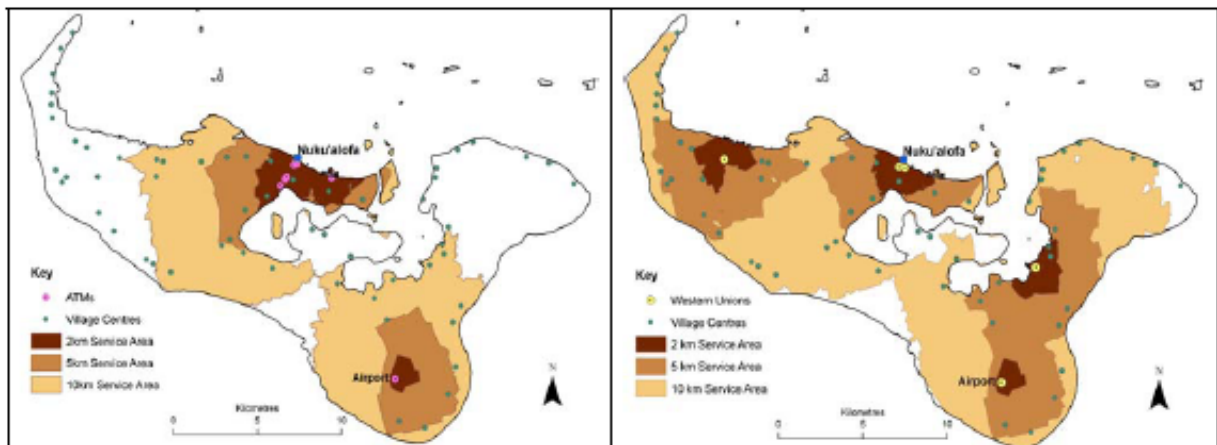 Nuku'alofa
Key
ATMs
Village Centres
2km Service Area
5km Service Area
10km Service Area
Airport
N
Kilometres
0 5 10
Nuku'alofa
Key
Western Unions
Village Centres
2 km Service Area
5 km Service Area
10 km Service Area
Airport
N
Kilometres
0 5 10